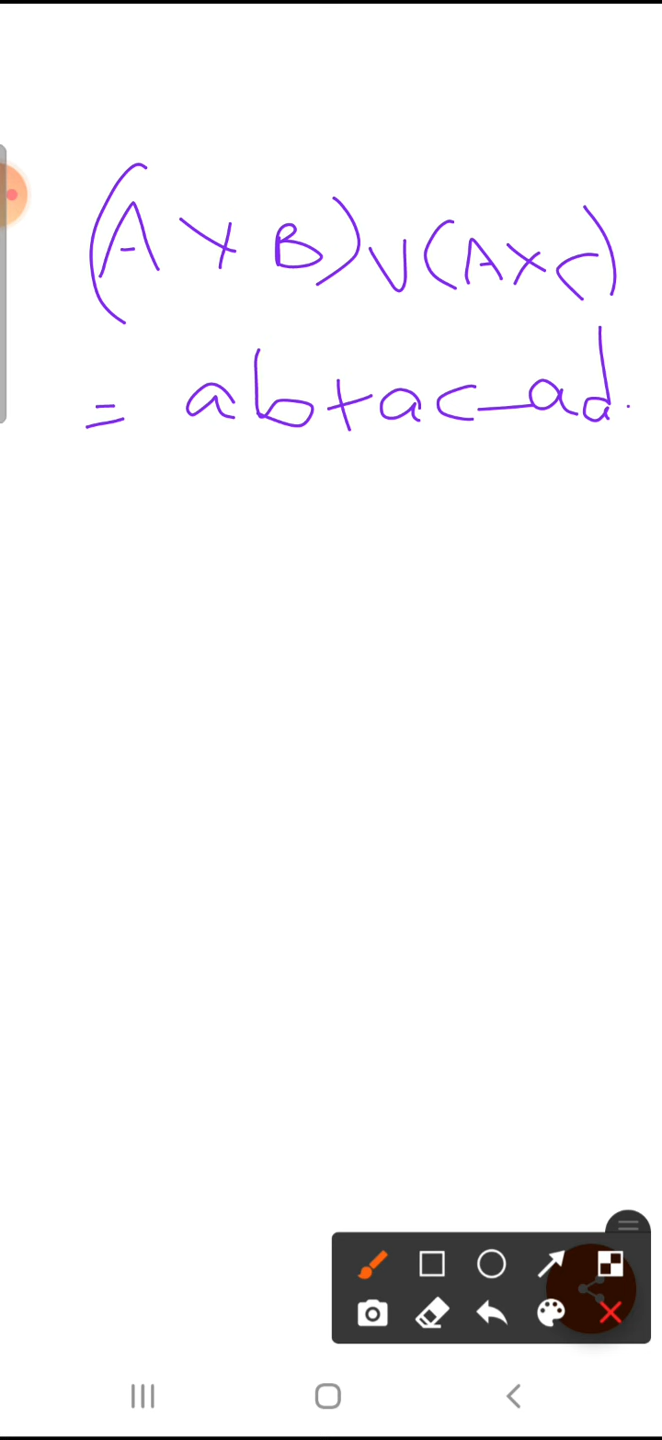 (A × B) ∪ (A × C)
= ab + ac - ad.